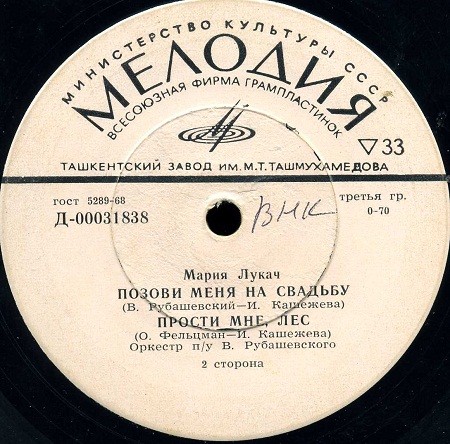 МИНИСТЕРСТВО КУЛЬТУРЫ СССР
МЕЛОДИЯ
ВСЕСОЮЗНАЯ ФИРМА ГРАМПЛАСТИНОК
▽33
ТАШКЕНТСКИЙ ЗАВОД ИМ. М.Т. ТАШМУХАМЕДОВА
гост 5289-68
третья гр.
Д-00031838
0-70
ВНК
Мария Лукач
ПОЗОВИ МЕНЯ НА СВАДЬБУ
(В. Рубашевский—И. Кашежева)
ПРОСТИ МНЕ, ЛЕС
(О. Фельцман—И. Кашежева)
Оркестр п/у В. Рубашевского
2 сторона